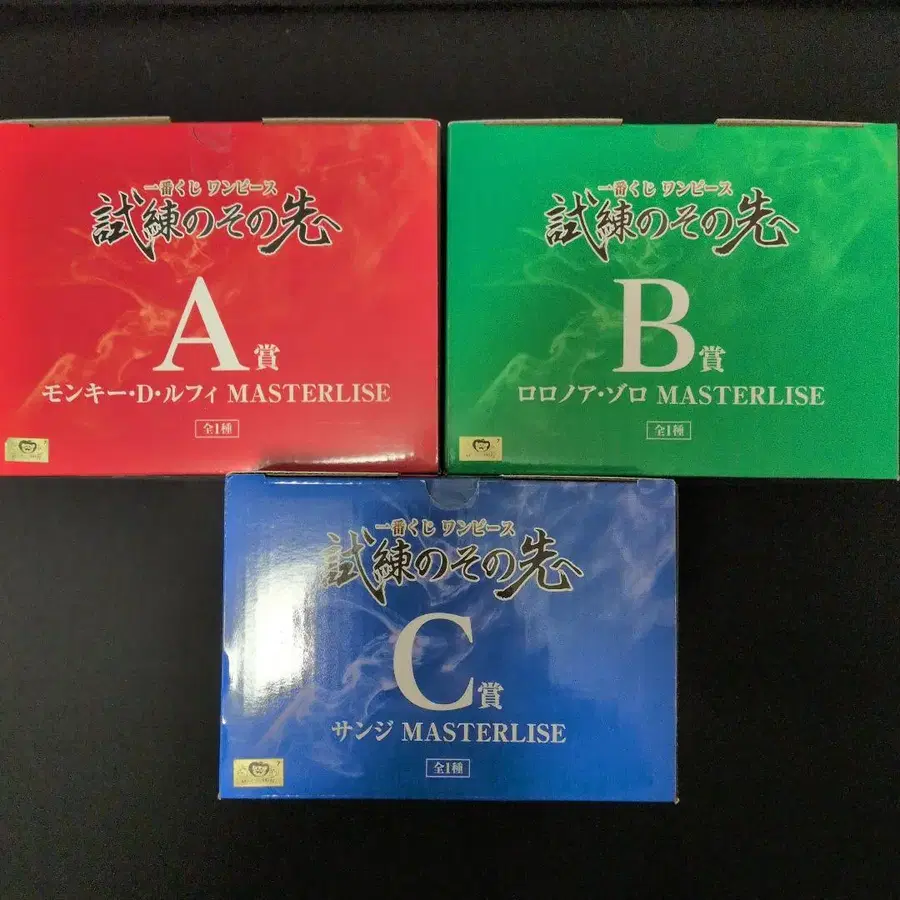 一番くじ ワンピース
試練のその先へ
A賞
モンキー・D・ルフィ MASTERLISE
全1種
一番くじ ワンピース
試練のその先へ
B賞
ロロノア・ゾロ MASTERLISE
全1種
一番くじ ワンピース
試練のその先へ
C賞
サンジ MASTERLISE
全1種